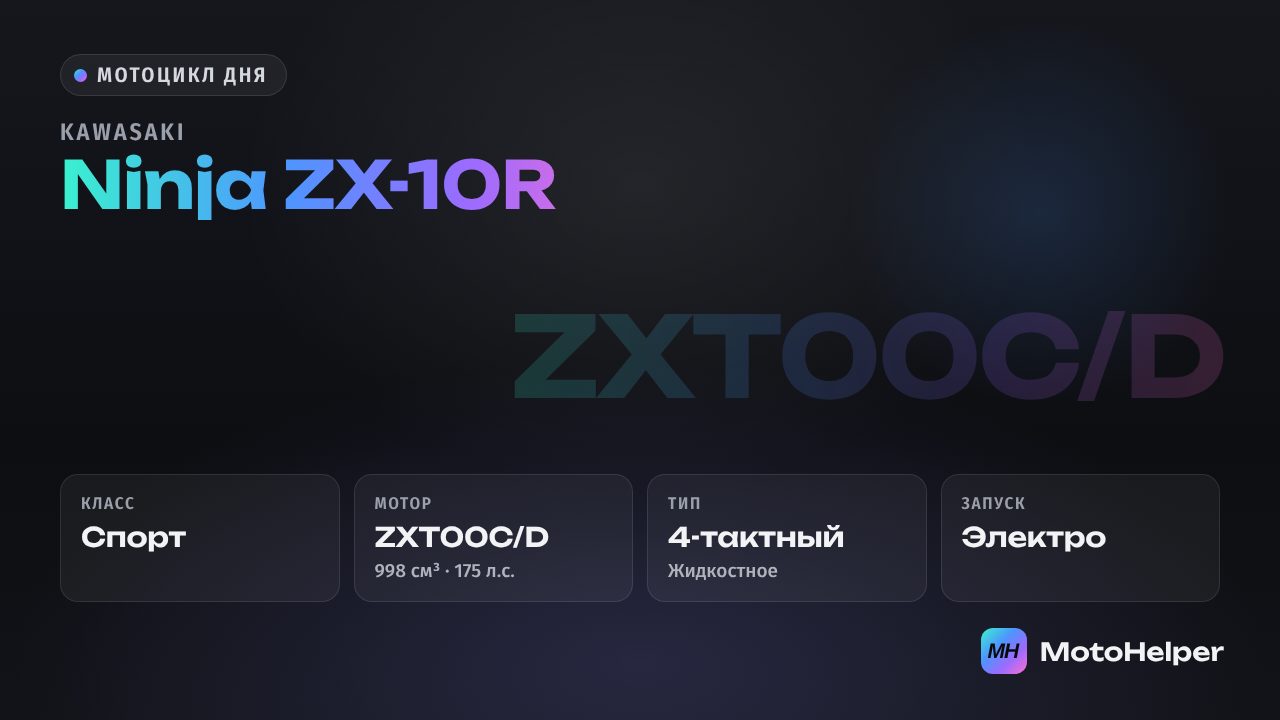 МОТОЦИКЛ ДНЯ
KAWASAKI
Ninja ZX-10R
ZXT00C/D
КЛАСС
Спорт
МОТОР
ZXT00C/D
998 см³ · 175 л.с.
ТИП
4-тактный
Жидкостное
ЗАПУСК
Электро
MH MotoHelper